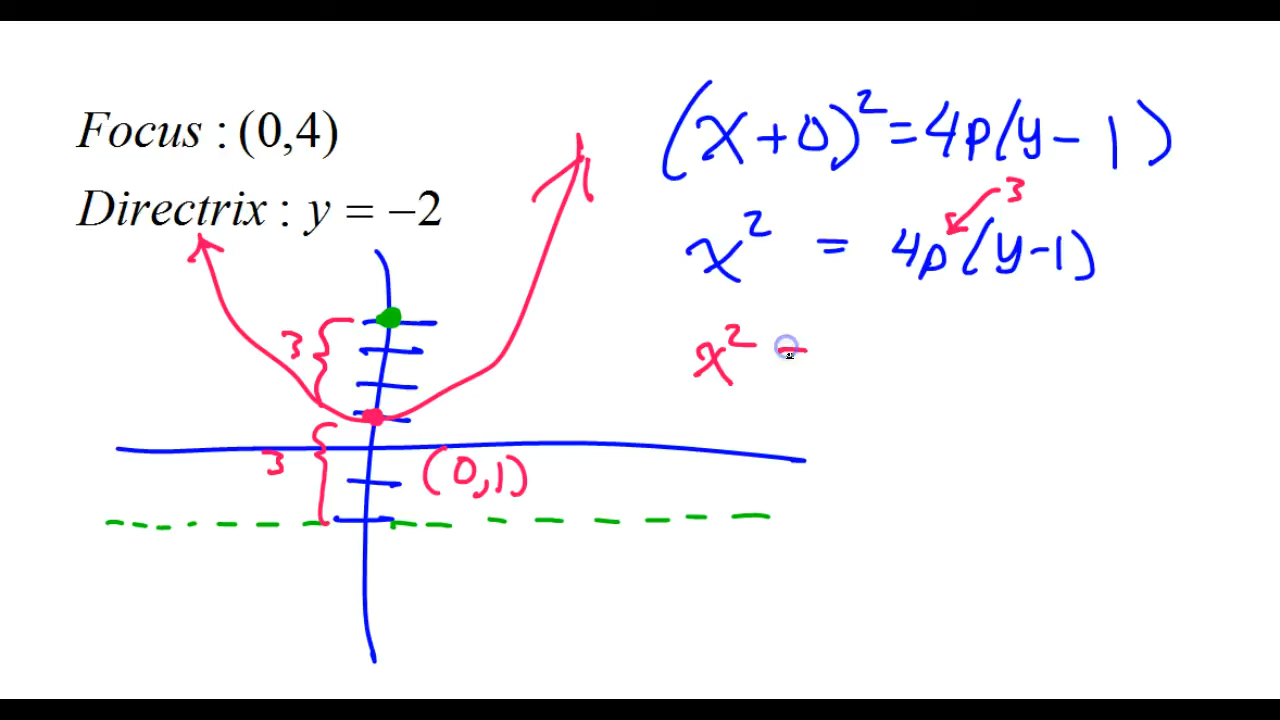 Focus : (0,4)
Directrix : y = −2
(x+0)² = 4p(y − 1)
3
x² = 4p(y−1)
3
x² =
3
(0,1)